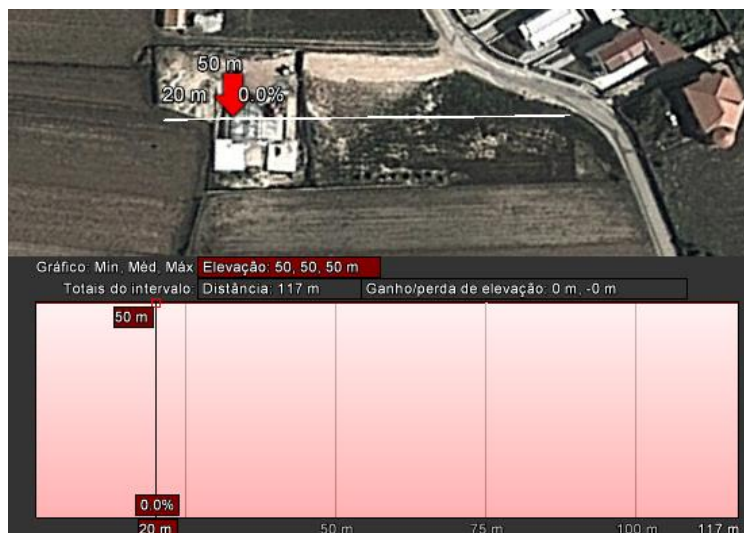 50 m
20 m 0.0%
Gráfico: Mín, Méd, Máx Elevação: 50, 50, 50 m
Totais do intervalo: Distância: 117 m Ganho/perda de elevação: 0 m, -0 m
50 m
0.0%
20 m 50 m 75 m 100 m 117 m